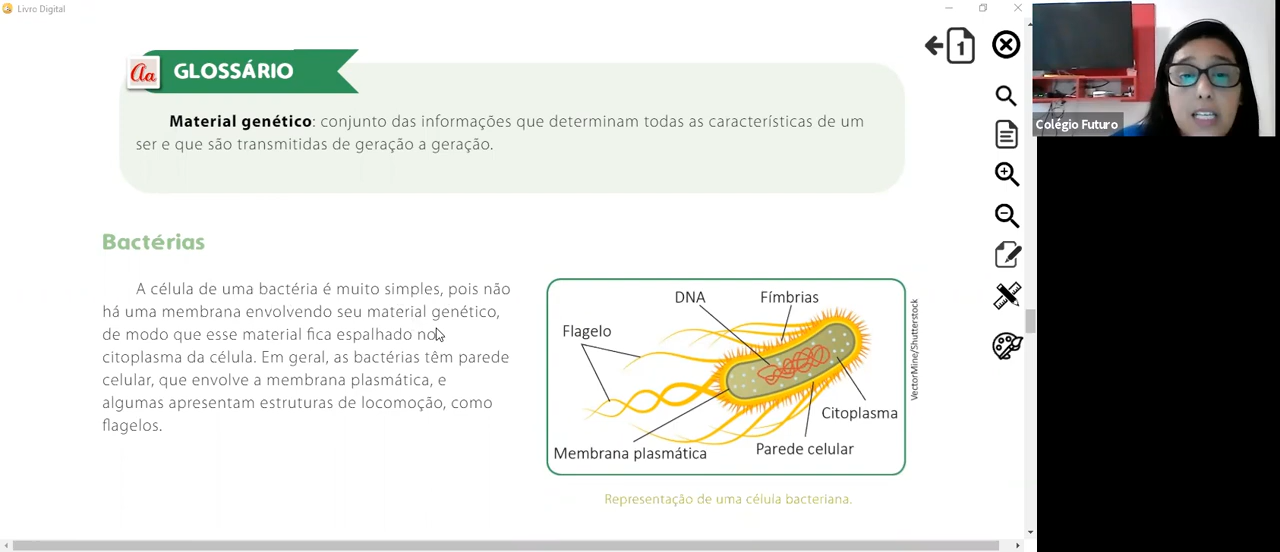 Livro Digital
Aa GLOSSÁRIO
Material genético: conjunto das informações que determinam todas as características de um
ser e que são transmitidas de geração a geração.
1
Colégio Futuro
Bactérias
A célula de uma bactéria é muito simples, pois não
há uma membrana envolvendo seu material genético,
de modo que esse material fica espalhado no
citoplasma da célula. Em geral, as bactérias têm parede
celular, que envolve a membrana plasmática, e
algumas apresentam estruturas de locomoção, como
flagelos.
DNA
Fímbrias
Flagelo
Citoplasma
Membrana plasmática
Parede celular
VectorMine/Shutterstock
Representação de uma célula bacteriana.